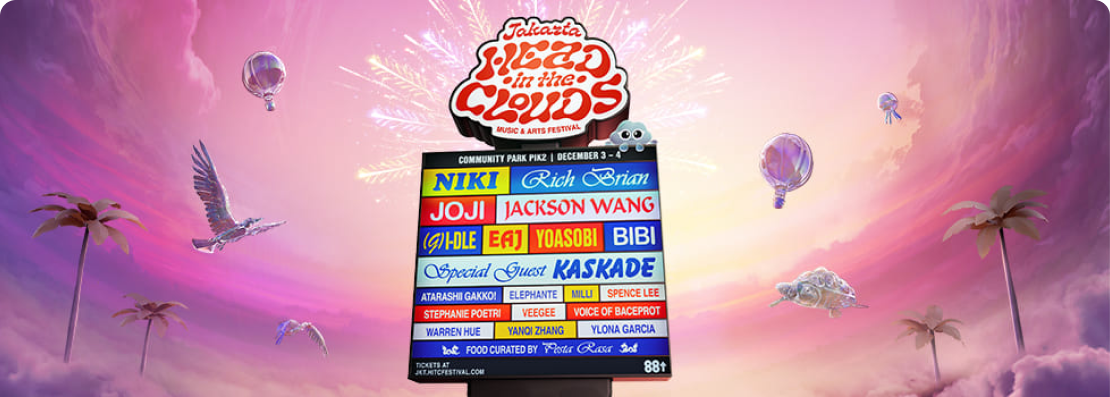 Jakarta
HEAD
in the
CLOUDS
MUSIC & ARTS FESTIVAL
COMMUNITY PARK PIK2 | DECEMBER 3 – 4
NIKI Rich Brian
JOJI JACKSON WANG
(G)I-DLE EAJ YOASOBI BIBI
Special Guest KASKADE
ATARASHII GAKKO! ELEPHANTE MILLI SPENCE LEE
STEPHANIE POETRI VEEGEE VOICE OF BACEPROT
WARREN HUE YANQI ZHANG YLONA GARCIA
FOOD CURATED BY Pesta Rasa
TICKETS AT
JKT.HITCFESTIVAL.COM
88↑